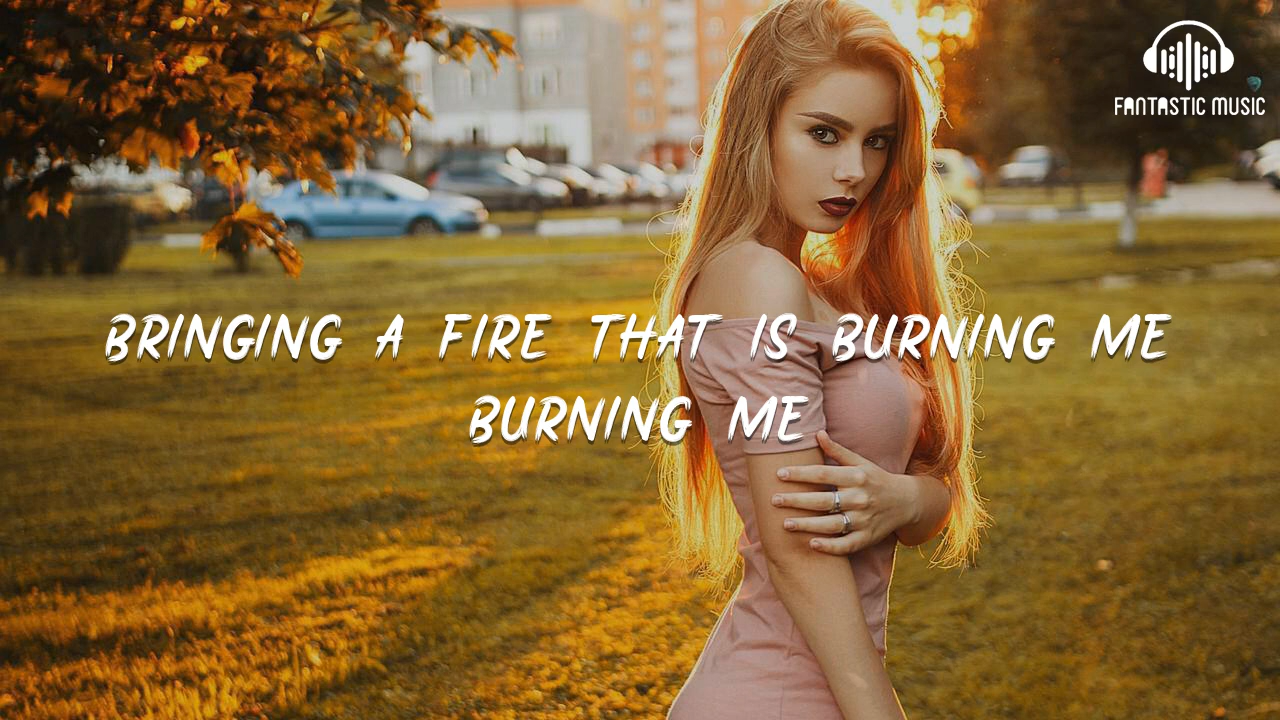 FANTASTIC MUSIC
BRINGING A FIRE THAT IS BURNING ME
BURNING ME